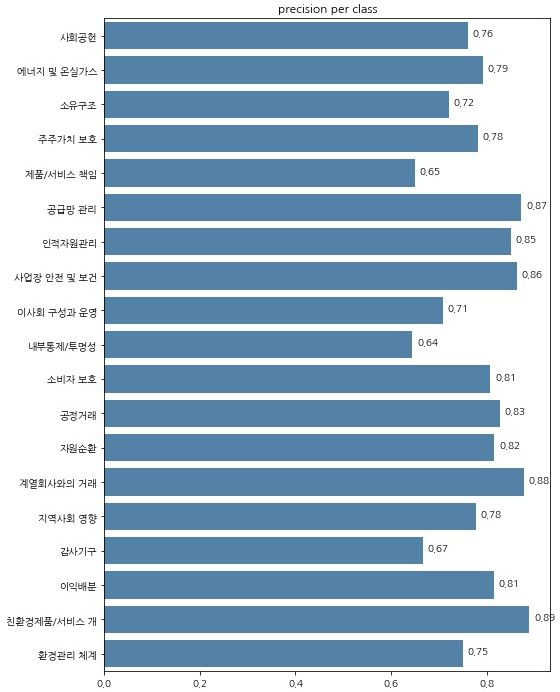 precision per class
사회공헌 0,76
에너지 및 온실가스 0,79
소유구조 0,72
주주가치 보호 0,78
제품/서비스 책임 0,65
공급망 관리 0,87
인적자원관리 0,85
사업장 안전 및 보건 0,86
이사회 구성과 운영 0,71
내부통제/투명성 0,64
소비자 보호 0,81
공정거래 0,83
자원순환 0,82
계열회사와의 거래 0,88
지역사회 영향 0,78
감사기구 0,67
이익배분 0,81
친환경제품/서비스 개 0,89
환경관리 체계 0,75
0,0 0,2 0,4 0,6 0,8